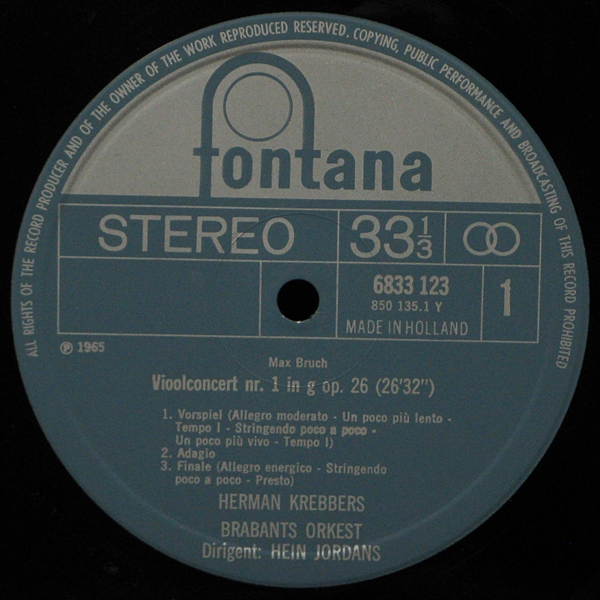 ALL RIGHTS OF THE RECORD PRODUCER AND OF THE OWNER OF THE WORK REPRODUCED RESERVED. COPYING, PUBLIC PERFORMANCE AND BROADCASTING OF THIS RECORD PROHIBITED
fontana
STEREO 33 1/3
6833 123
850 135.1 Y
1
MADE IN HOLLAND
℗ 1965
Max Bruch
Vioolconcert nr. 1 in g op. 26 (26'32")
1. Vorspiel (Allegro moderato - Un poco più lento -
Tempo I - Stringendo poco a poco -
Un poco più vivo - Tempo I)
2. Adagio
3. Finale (Allegro energico - Stringendo
poco a poco - Presto)
HERMAN KREBBERS
BRABANTS ORKEST
Dirigent: HEIN JORDANS